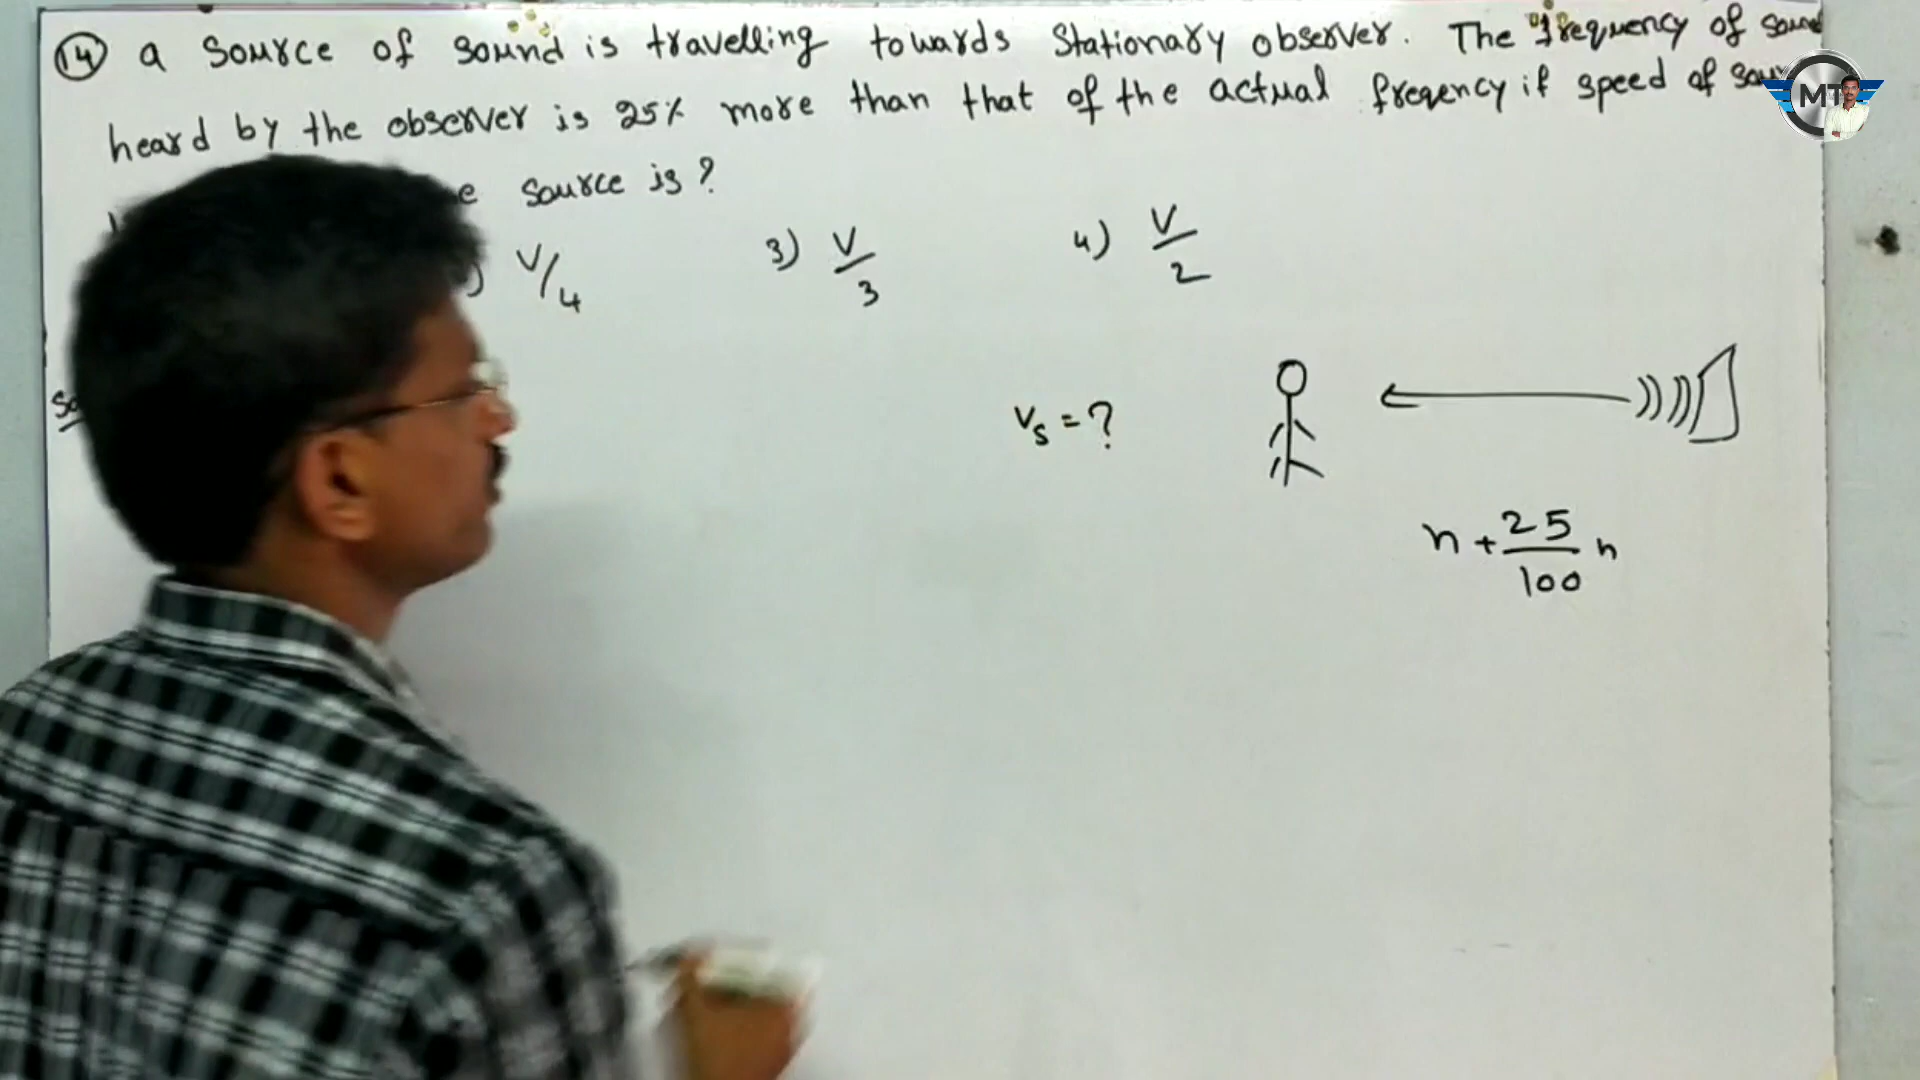 14 a Source of Sound is travelling towards Stationary observer. The frequency of Sound
heard by the observer is 25% more than that of the actual freqency if speed of
source is?
V/4 3) V/3 4) V/2
Vs = ?
n + 25/100 n
MT